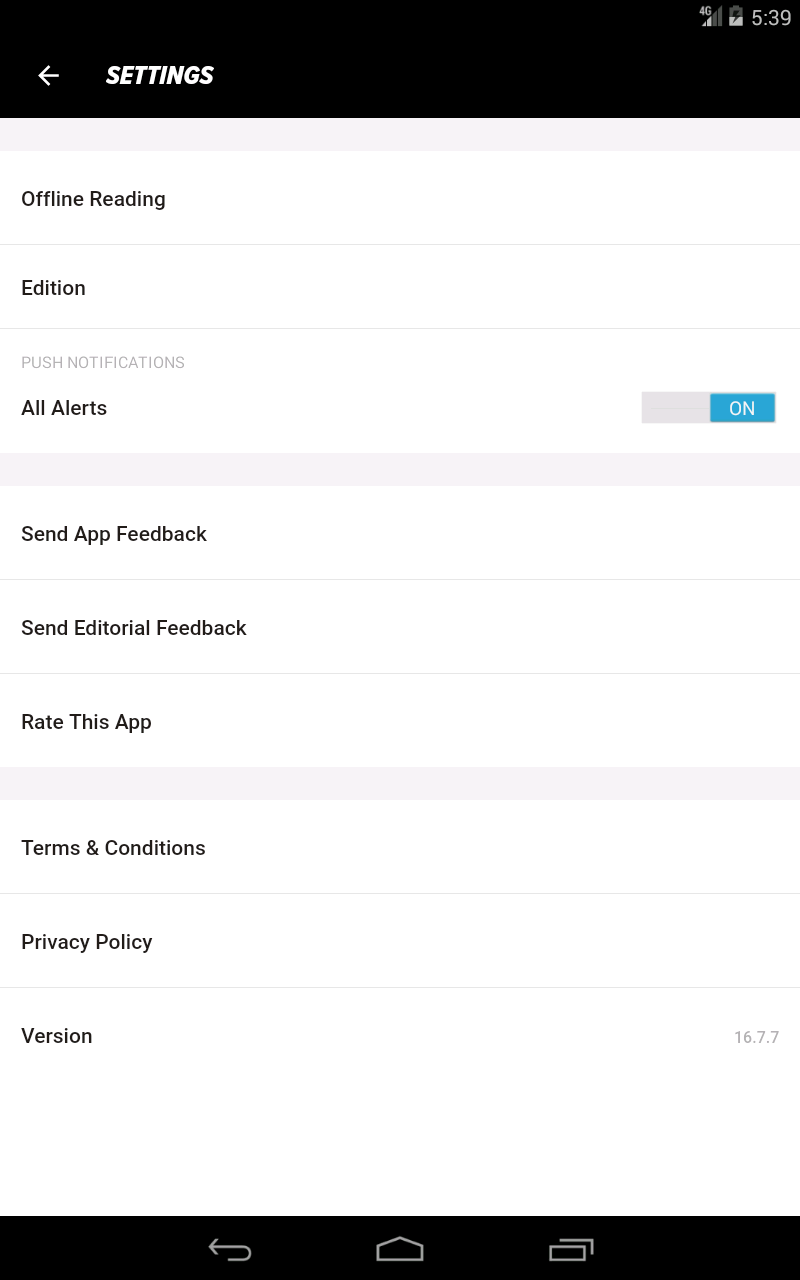 4G 5:39
SETTINGS
Offline Reading
Edition
PUSH NOTIFICATIONS
All Alerts ON
Send App Feedback
Send Editorial Feedback
Rate This App
Terms & Conditions
Privacy Policy
Version 16.7.7